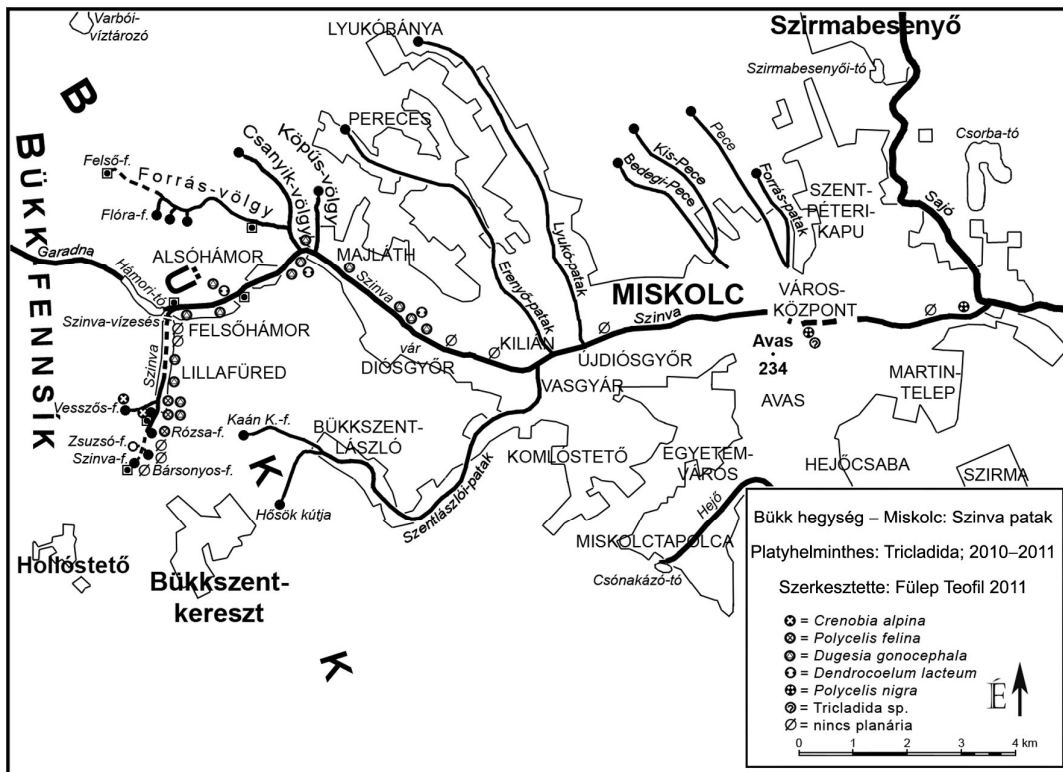 Varbói-
víztározó
LYUKÓBÁNYA
Szirmabesenyő
Szirmabesenyői-tó
B
Ü
K
K
PERECES
Pece
Kis-Pece
Bedegi-Pece
Forrás-patak
Csorba-tó
BÜKKFENNSÍK
Felső-f.
Forrás-völgy
Csanyik-völgyi
Köpüs-völgy
Flóra-f.
SZENT-
PÉTERI-
KAPU
Sajó
Garadna
ALSÓHÁMOR
MAJLÁTH
Hámori-tó
Szinva
Erenyő-patak
Lyukó-patak
MISKOLC
Szinva
VÁROS-
KÖZPONT
Szinva-vízesés
FELSŐHÁMOR
vár
DIÓSGYŐR
KILIÁN
ÚJDIÓSGYŐR
Avas
234
MARTIN-
TELEP
Szinva
LILLAFÜRED
VASGYÁR
AVAS
Vesszős-f.
Rózsa-f.
Kaán K.-f.
BÜKKSZENT-
LÁSZLÓ
Zsuzsó-f.
Szinva-f.
Bársonyos-f.
KOMLÓSTETŐ
EGYETEM-
VÁROS
HEJŐCSABA
SZIRMA
Hősök kútja
Szentlászlói-patak
Hejő
MISKOLCTAPOLCA
Csónakázó-tó
Hollóstető
Bükkszent-
kereszt
Bükk hegység – Miskolc: Szinva patak
Platyhelminthes: Tricladida; 2010–2011
Szerkesztette: Fülep Teofil 2011
= Crenobia alpina
= Polycelis felina
= Dugesia gonocephala
= Dendrocoelum lacteum
= Polycelis nigra
= Tricladida sp.
= nincs planária
É
0 1 2 3 4 km